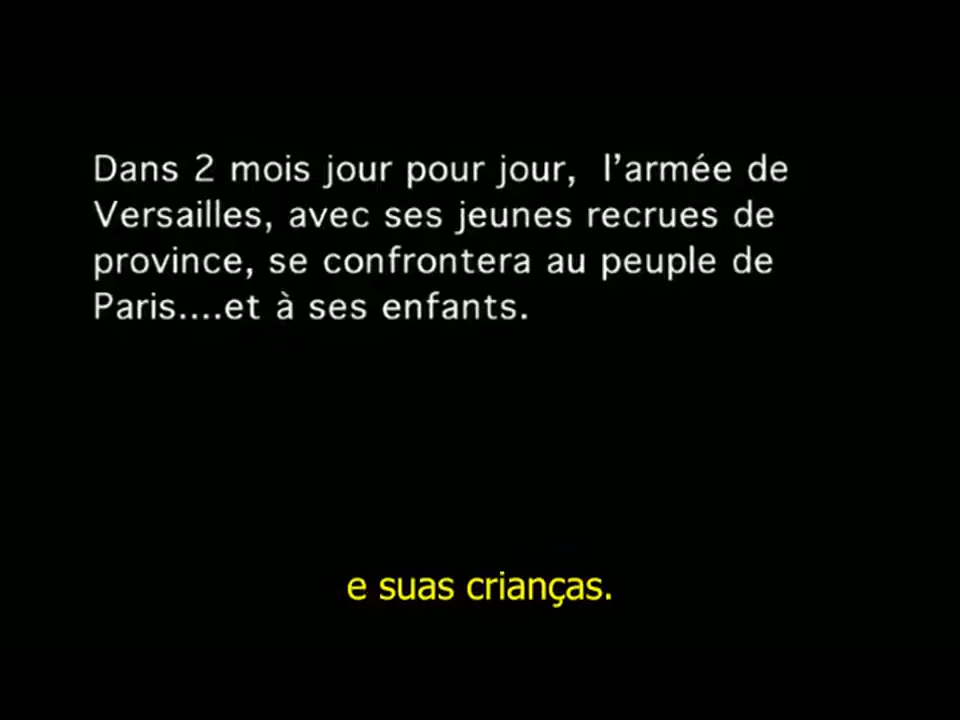 Dans 2 mois jour pour jour,  l’armée de
Versailles, avec ses jeunes recrues de
province, se confrontera au peuple de
Paris....et à ses enfants.
e suas crianças.